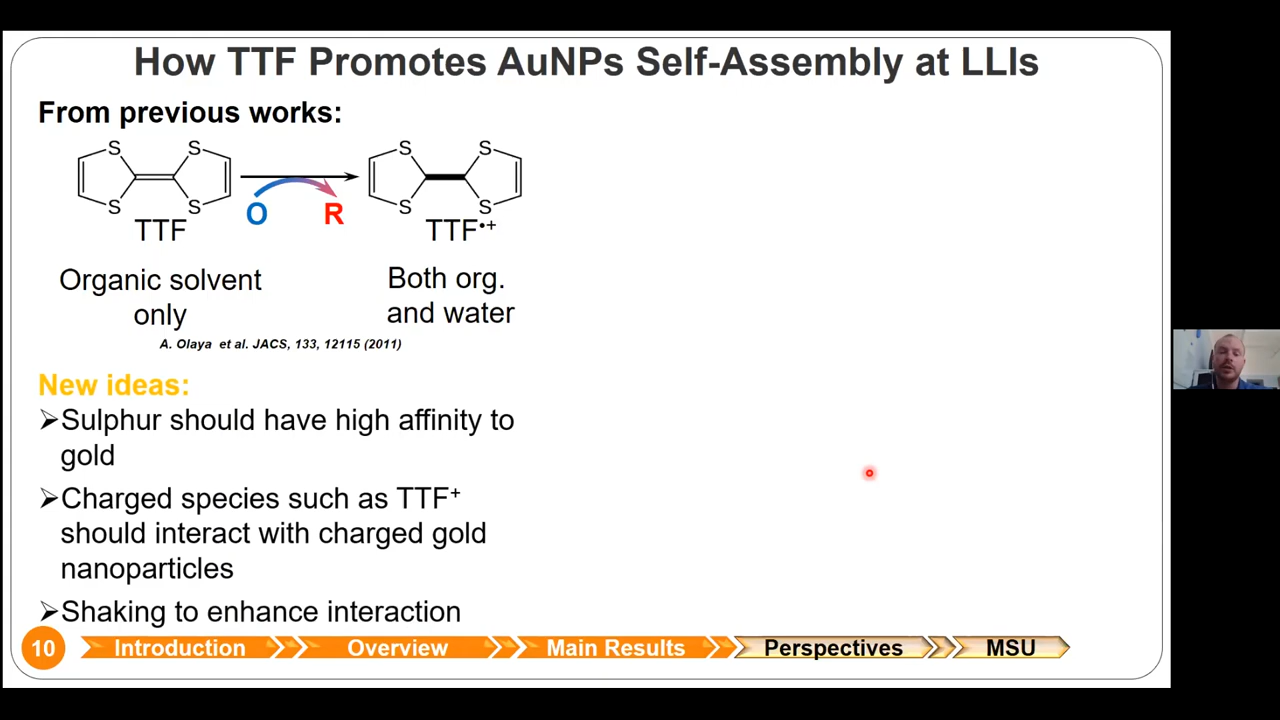 How TTF Promotes AuNPs Self-Assembly at LLIs
From previous works:
S S S S
S S S S
O R
TTF TTF•+
Organic solvent only
Both org. and water
A. Olaya et al. JACS, 133, 12115 (2011)
New ideas:
Sulphur should have high affinity to
gold
Charged species such as TTF+
should interact with charged gold
nanoparticles
Shaking to enhance interaction
10 Introduction Overview Main Results Perspectives MSU